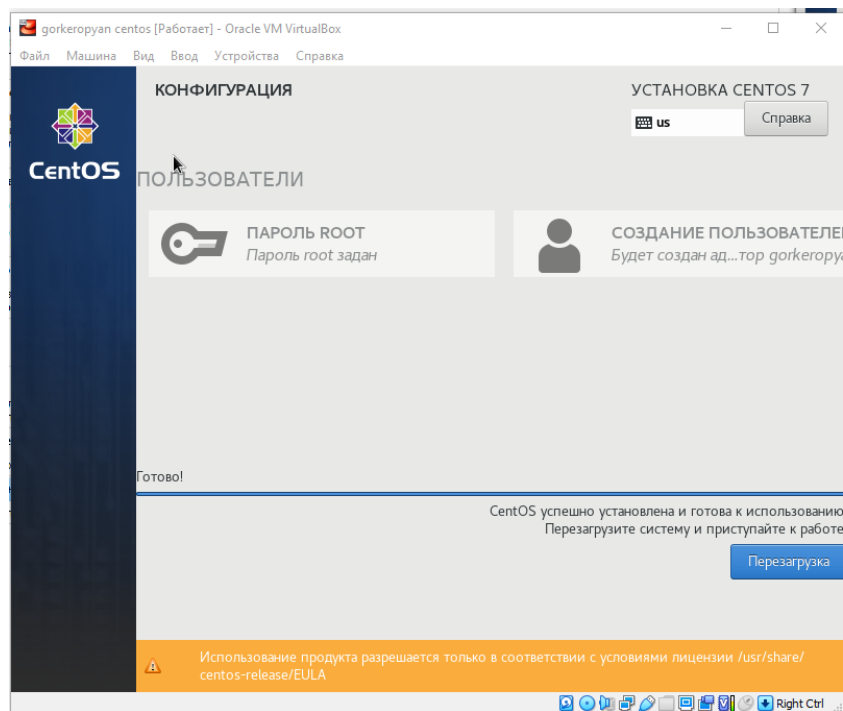 gorkeropyan centos [Работает] - Oracle VM VirtualBox
Файл Машина Вид Ввод Устройства Справка
КОНФИГУРАЦИЯ
УСТАНОВКА CENTOS 7
us
Справка
CentOS
ПОЛЬЗОВАТЕЛИ
ПАРОЛЬ ROOT
Пароль root задан
СОЗДАНИЕ ПОЛЬЗОВАТЕЛЕ
Будет создан ад...тор gorkeropy
Готово!
CentOS успешно установлена и готова к использованию
Перезагрузите систему и приступайте к работе
Перезагрузка
Использование продукта разрешается только в соответствии с условиями лицензии /usr/share/
centos-release/EULA
Right Ctrl